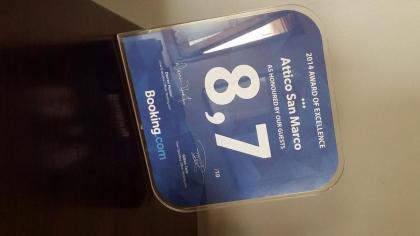 2014 AWARD OF EXCELLENCE
Attico San Marco
AS HONOURED BY OUR GUESTS
8,7
/10
Booking.com